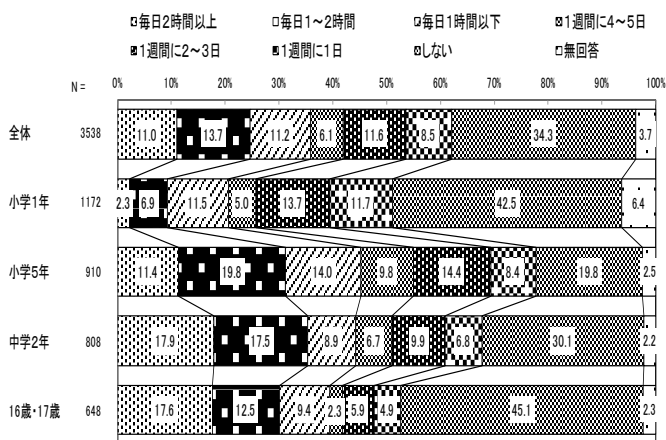 毎日2時間以上 毎日1～2時間 毎日1時間以下 1週間に4～5日
1週間に2～3日 1週間に1日 しない 無回答
N = 0% 10% 20% 30% 40% 50% 60% 70% 80% 90% 100%
全体 3538 11.0 13.7 11.2 6.1 11.6 8.5 34.3 3.7
小学1年 1172 2.3 6.9 11.5 5.0 13.7 11.7 42.5 6.4
小学5年 910 11.4 19.8 14.0 9.8 14.4 8.4 19.8 2.5
中学2年 808 17.9 17.5 8.9 6.7 9.9 6.8 30.1 2.2
16歳・17歳 648 17.6 12.5 9.4 2.3 5.9 4.9 45.1 2.3